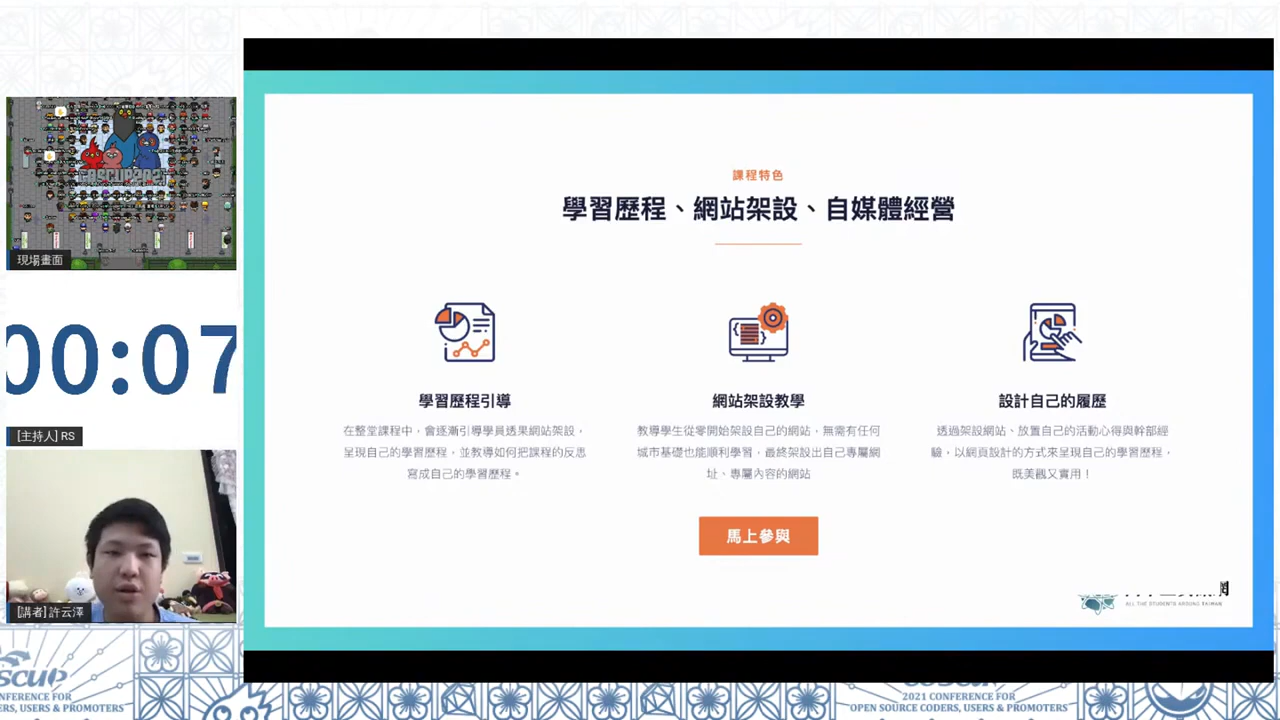 現場畫面
00:07
[主持人] RS
[講者] 許云澤
課程特色
學習歷程、網站架設、自媒體經營
學習歷程引導
在整堂課程中，會逐漸引導學員透果網站架設，
呈現自己的學習歷程，並教導如何把課程的反思
寫成自己的學習歷程。
網站架設教學
教導學生從零開始架設自己的網站，無需有任何
城市基礎也能順利學習，最終架設出自己專屬網
址、專屬內容的網站
設計自己的履歷
透過架設網站、放置自己的活動心得與幹部經
驗，以網頁設計的方式來呈現自己的學習歷程，
既美觀又實用！
馬上參與
網
ALL THE STUDENTS AROUND TAIWAN
NFERENCE FOR
ERS, USERS & PROMOTERS
2021 CONFERENCE FOR
OPEN SOURCE CODERS, USERS & PROMOTERS